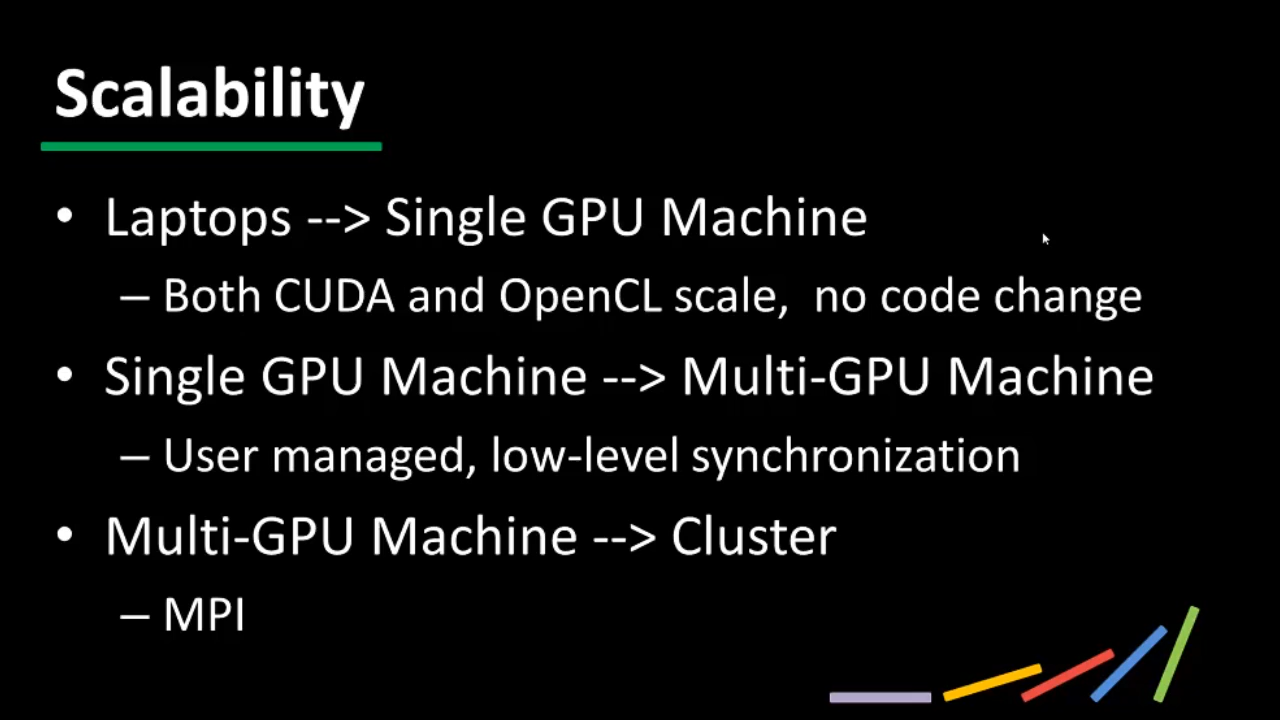 Scalability
• Laptops --> Single GPU Machine
– Both CUDA and OpenCL scale,  no code change
• Single GPU Machine --> Multi-GPU Machine
– User managed, low-level synchronization
• Multi-GPU Machine --> Cluster
– MPI